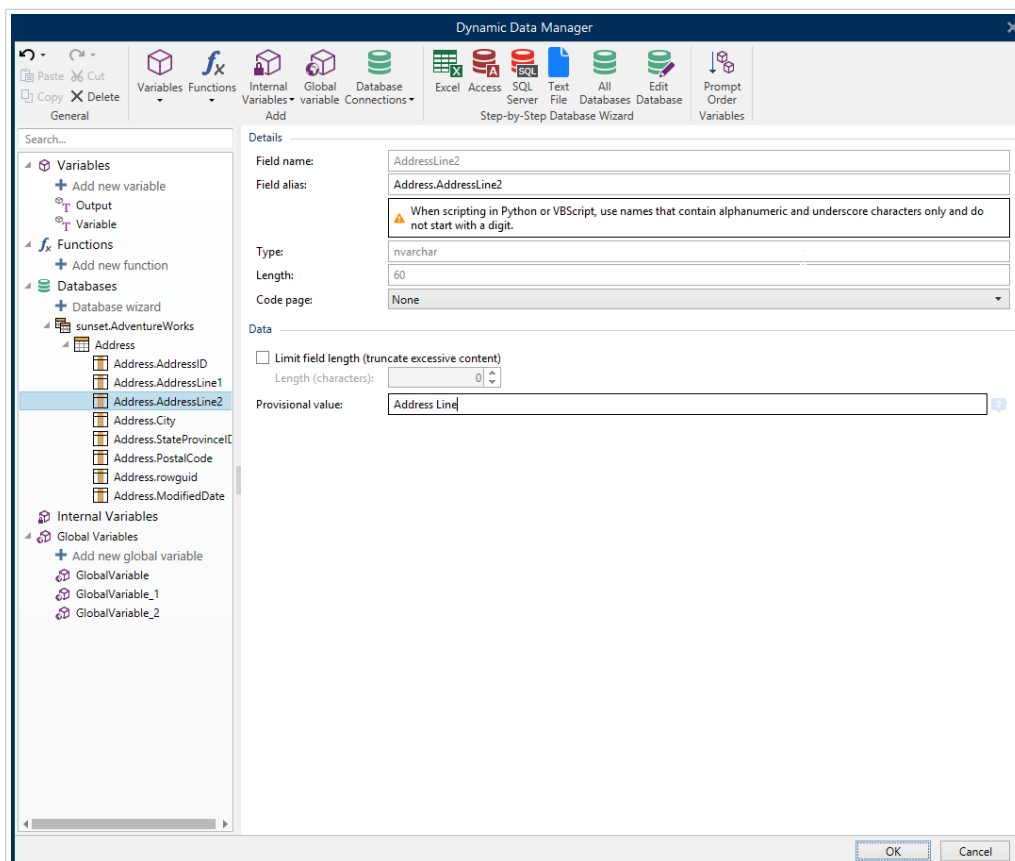 Dynamic Data Manager
Paste Cut
Copy Delete
General
Variables Functions
Internal Variables
Global variable
Database Connections
Add
Excel Access SQL Server Text File All Databases Edit Database
Step-by-Step Database Wizard
Prompt Order
Variables
Search...
Variables
Add new variable
Output
Variable
Functions
Add new function
Databases
Database wizard
sunset.AdventureWorks
Address
Address.AddressID
Address.AddressLine1
Address.AddressLine2
Address.City
Address.StateProvinceID
Address.PostalCode
Address.rowguid
Address.ModifiedDate
Internal Variables
Global Variables
Add new global variable
GlobalVariable
GlobalVariable_1
GlobalVariable_2
Details
Field name: AddressLine2
Field alias: Address.AddressLine2
When scripting in Python or VBScript, use names that contain alphanumeric and underscore characters only and do
not start with a digit.
Type: nvarchar
Length: 60
Code page: None
Data
Limit field length (truncate excessive content)
Length (characters): 0
Provisional value: Address Line
OK Cancel